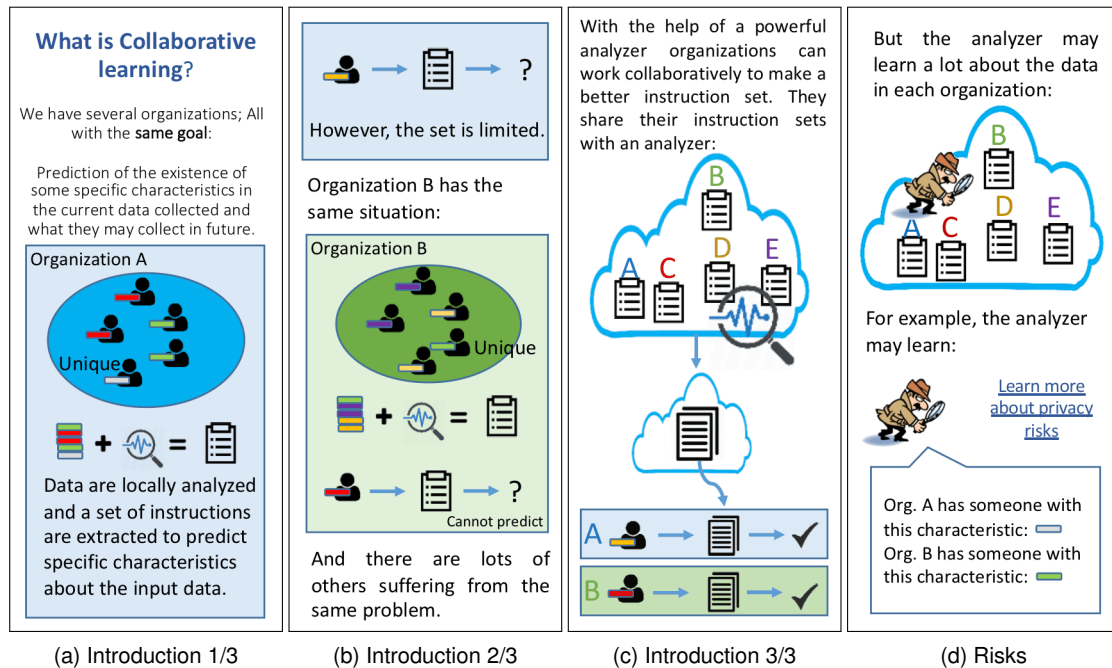 What is Collaborative
learning?
We have several organizations; All
with the same goal:
Prediction of the existence of
some specific characteristics in
the current data collected and
what they may collect in future.
Organization A
Unique
+
=
Data are locally analyzed
and a set of instructions
are extracted to predict
specific characteristics
about the input data.
(a) Introduction 1/3
?
However, the set is limited.
Organization B has the
same situation:
Organization B
Unique
+
=
?
Cannot predict
And there are lots of
others suffering from the
same problem.
(b) Introduction 2/3
With the help of a powerful
analyzer organizations can
work collaboratively to make a
better instruction set. They
share their instruction sets
with an analyzer:
B
D
E
A
C
A
B
(c) Introduction 3/3
But the analyzer may
learn a lot about the data
in each organization:
B
D
E
A
C
For example, the analyzer
may learn:
Learn more
about privacy
risks
Org. A has someone with
this characteristic:
Org. B has someone with
this characteristic:
(d) Risks